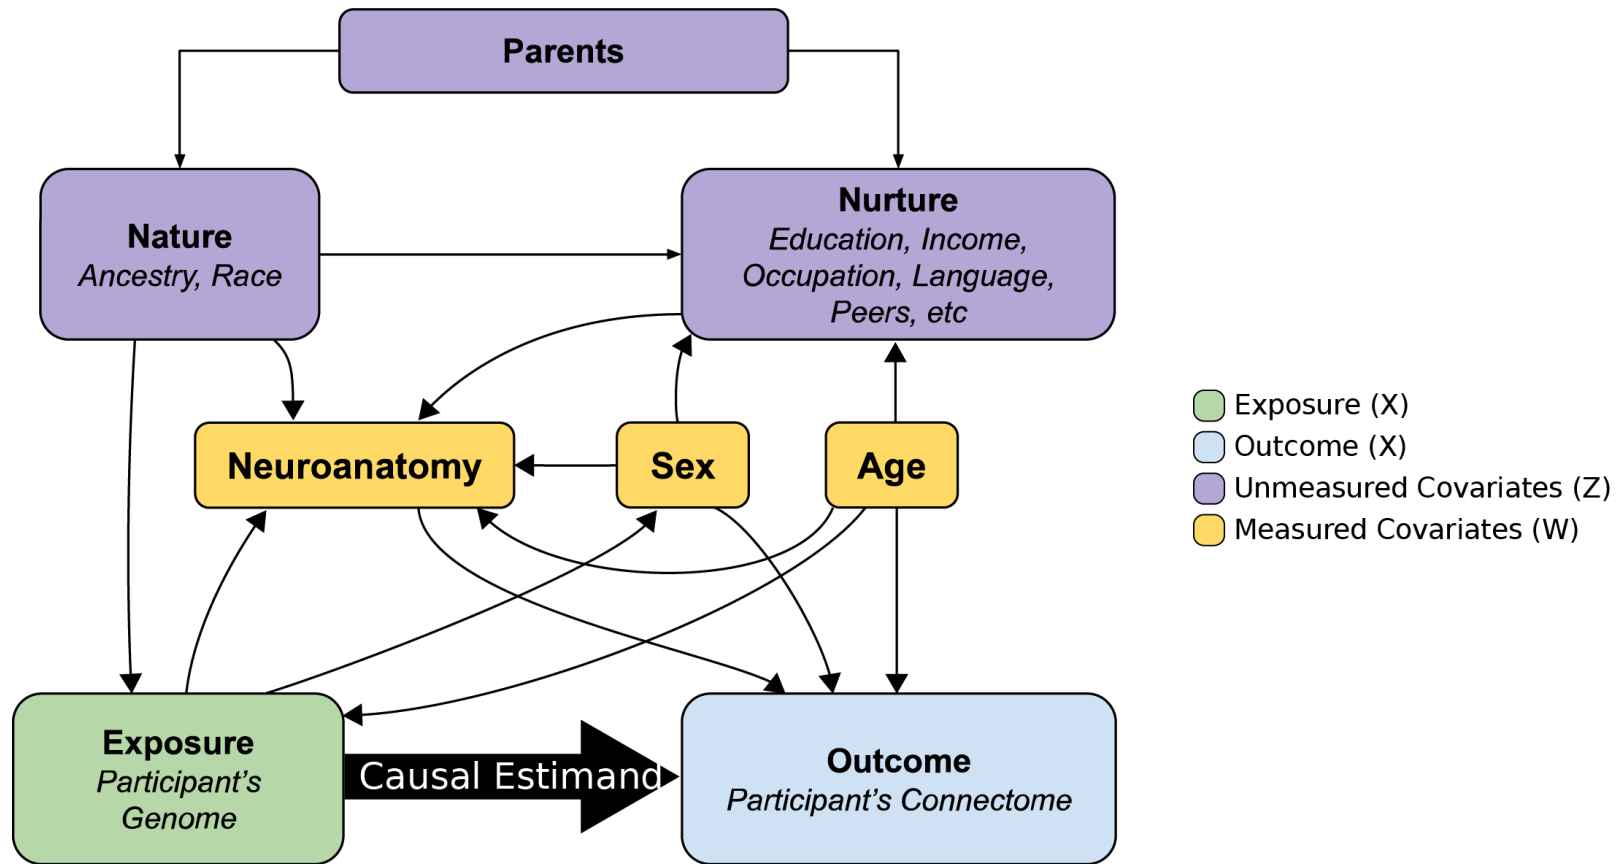 Parents
Nature
Ancestry, Race
Nurture
Education, Income,
Occupation, Language,
Peers, etc
Neuroanatomy
Sex
Age
Exposure (X)
Outcome (X)
Unmeasured Covariates (Z)
Measured Covariates (W)
Exposure
Participant's
Genome
Causal Estimand
Outcome
Participant's Connectome